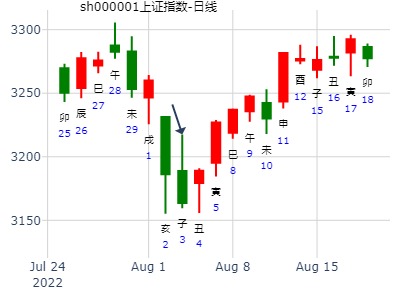 sh000001上证指数-日线
3300
3250
3200
3150
卯
25
辰
26
巳
27
午
28
未
29
戌
1
亥
2
子
3
丑
4
寅
5
巳
8
午
9
未
10
申
11
酉
12
子
15
丑
16
寅
17
卯
18
Jul 24
2022
Aug 1
Aug 8
Aug 15